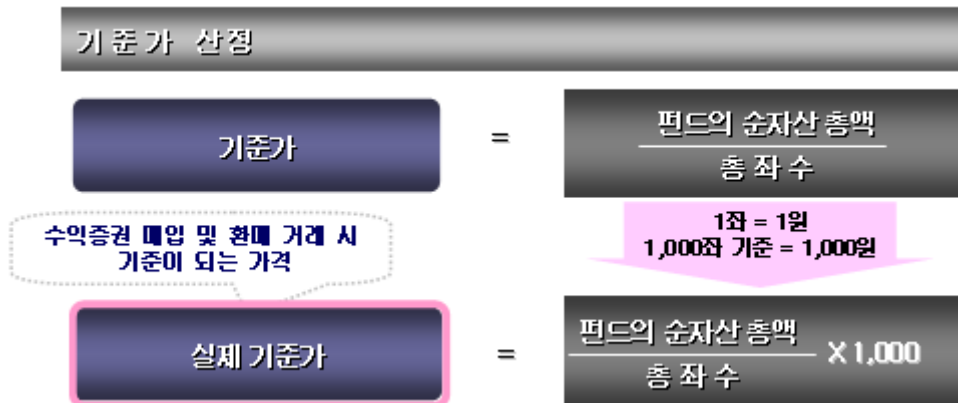 기준가 산정
기준가
=
펀드의 순자산 총액
총 좌 수
수익증권 매입 및 환매 거래 시
기준이 되는 가격
1좌 = 1원
1,000좌 기준 = 1,000원
실제 기준가
=
펀드의 순자산 총액
총 좌 수
X 1,000